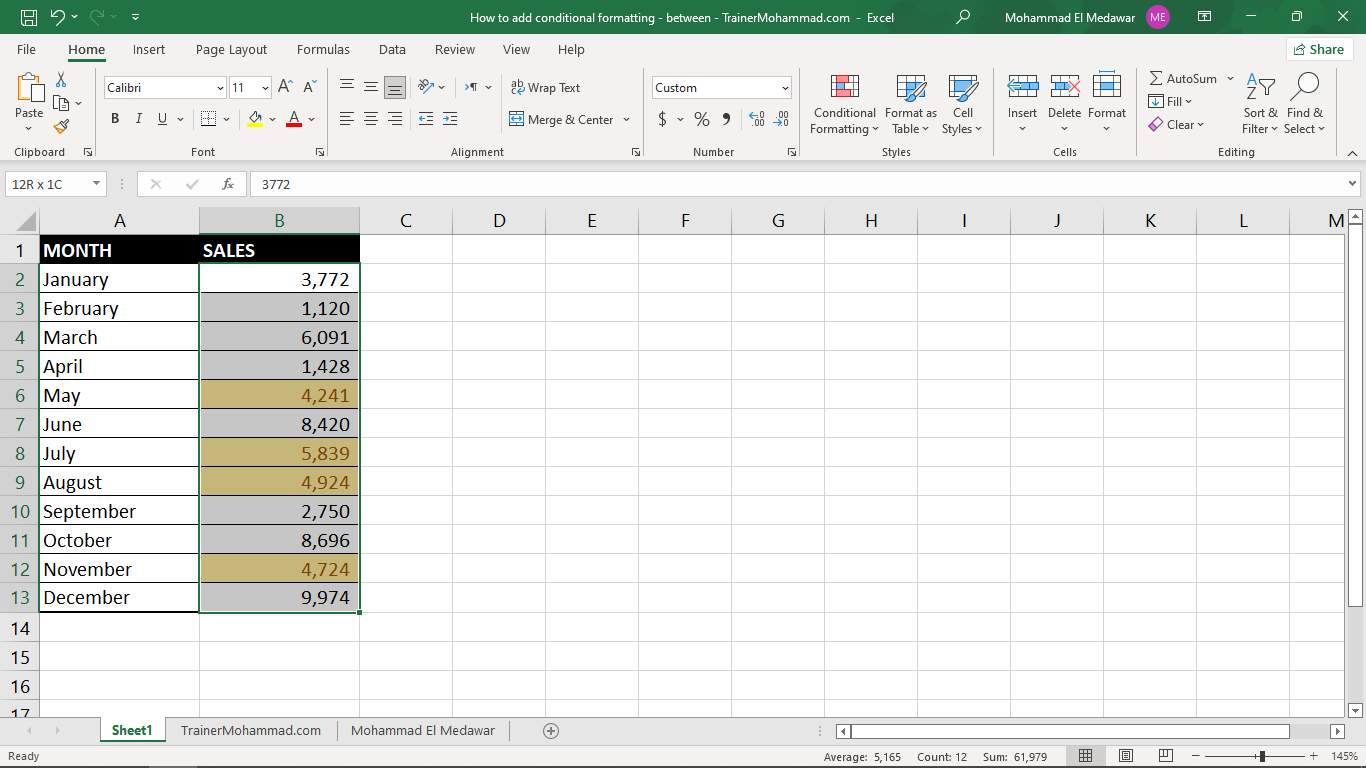 How to add conditional formatting - between - TrainerMohammad.com - Excel
Mohammad El Medawar ME
File Home Insert Page Layout Formulas Data Review View Help Share
Paste
Calibri 11
B I U A
A A
ab Wrap Text
Merge & Center
Custom
$ % 9
Conditional Formatting
Format as Table
Cell Styles
Insert Delete Format
AutoSum
Fill
Clear
Sort & Filter
Find & Select
Clipboard Font Alignment Number Styles Cells Editing
12R x 1C fx 3772
A B C D E F G H I J K L M
1 MONTH SALES
2 January 3,772
3 February 1,120
4 March 6,091
5 April 1,428
6 May 4,241
7 June 8,420
8 July 5,839
9 August 4,924
10 September 2,750
11 October 8,696
12 November 4,724
13 December 9,974
14
15
16
17
Sheet1 TrainerMohammad.com Mohammad El Medawar
Ready Average: 5,165 Count: 12 Sum: 61,979 145%